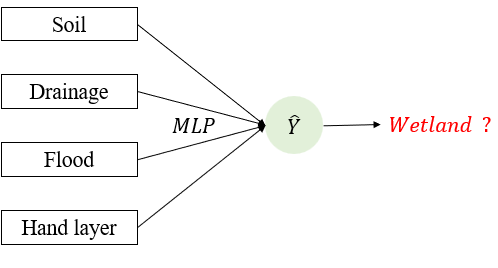 Soil
Drainage
MLP
Ŷ
Wetland ?
Flood
Hand layer